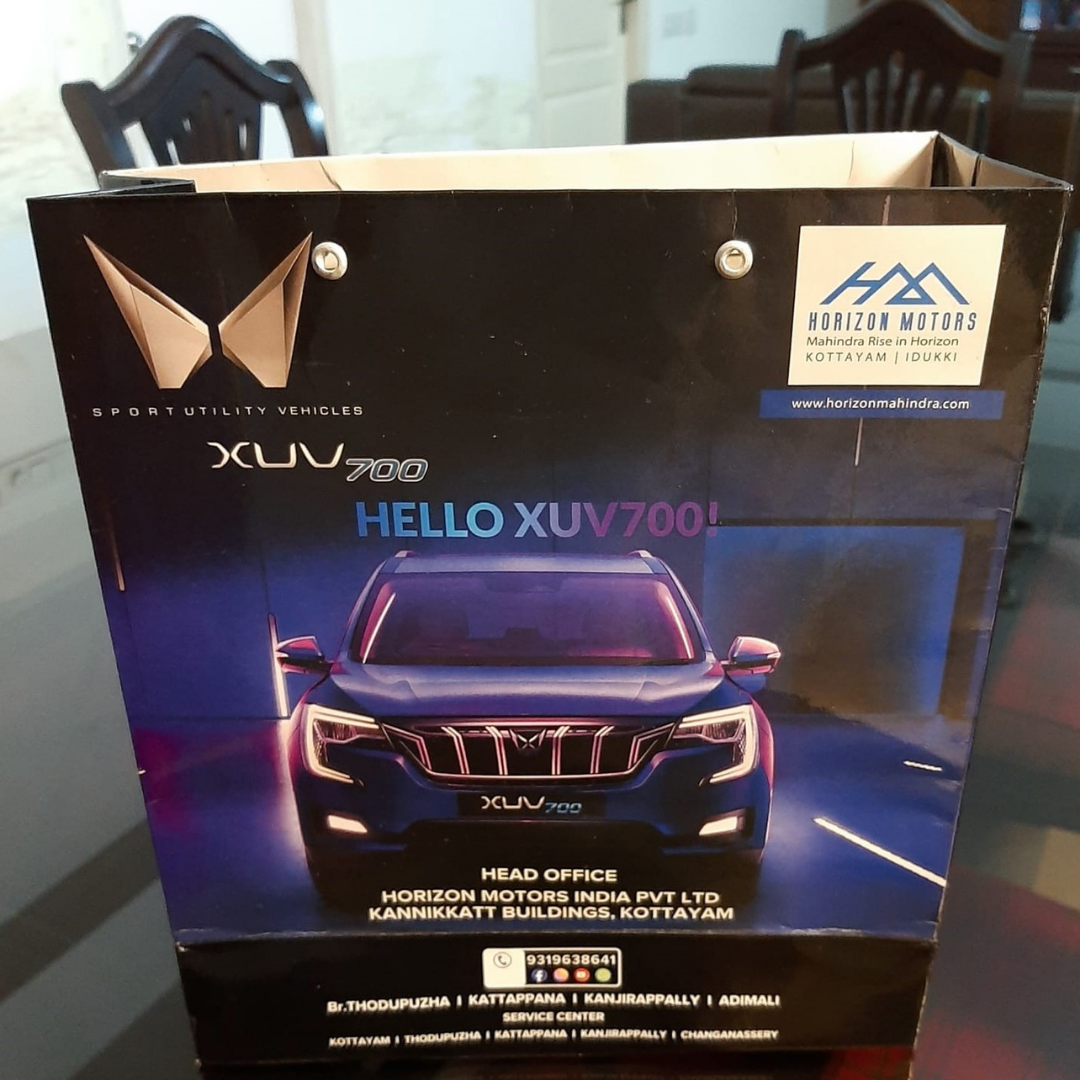 SPORT UTILITY VEHICLES
HM
HORIZON MOTORS
Mahindra Rise in Horizon
KOTTAYAM | IDUKKI
www.horizonmahindra.com
XUV700
HELLO XUV700!
XUV700
HEAD OFFICE
HORIZON MOTORS INDIA PVT LTD
KANNIKKATT BUILDINGS, KOTTAYAM
9319638641
Br.THODUPUZHA I KATTAPPANA I KANJIRAPPALLY I ADIMALI
SERVICE CENTER
KOTTAYAM I THODUPUZHA I KATTAPPANA I KANJIRAPPALLY I CHANGANASSERY